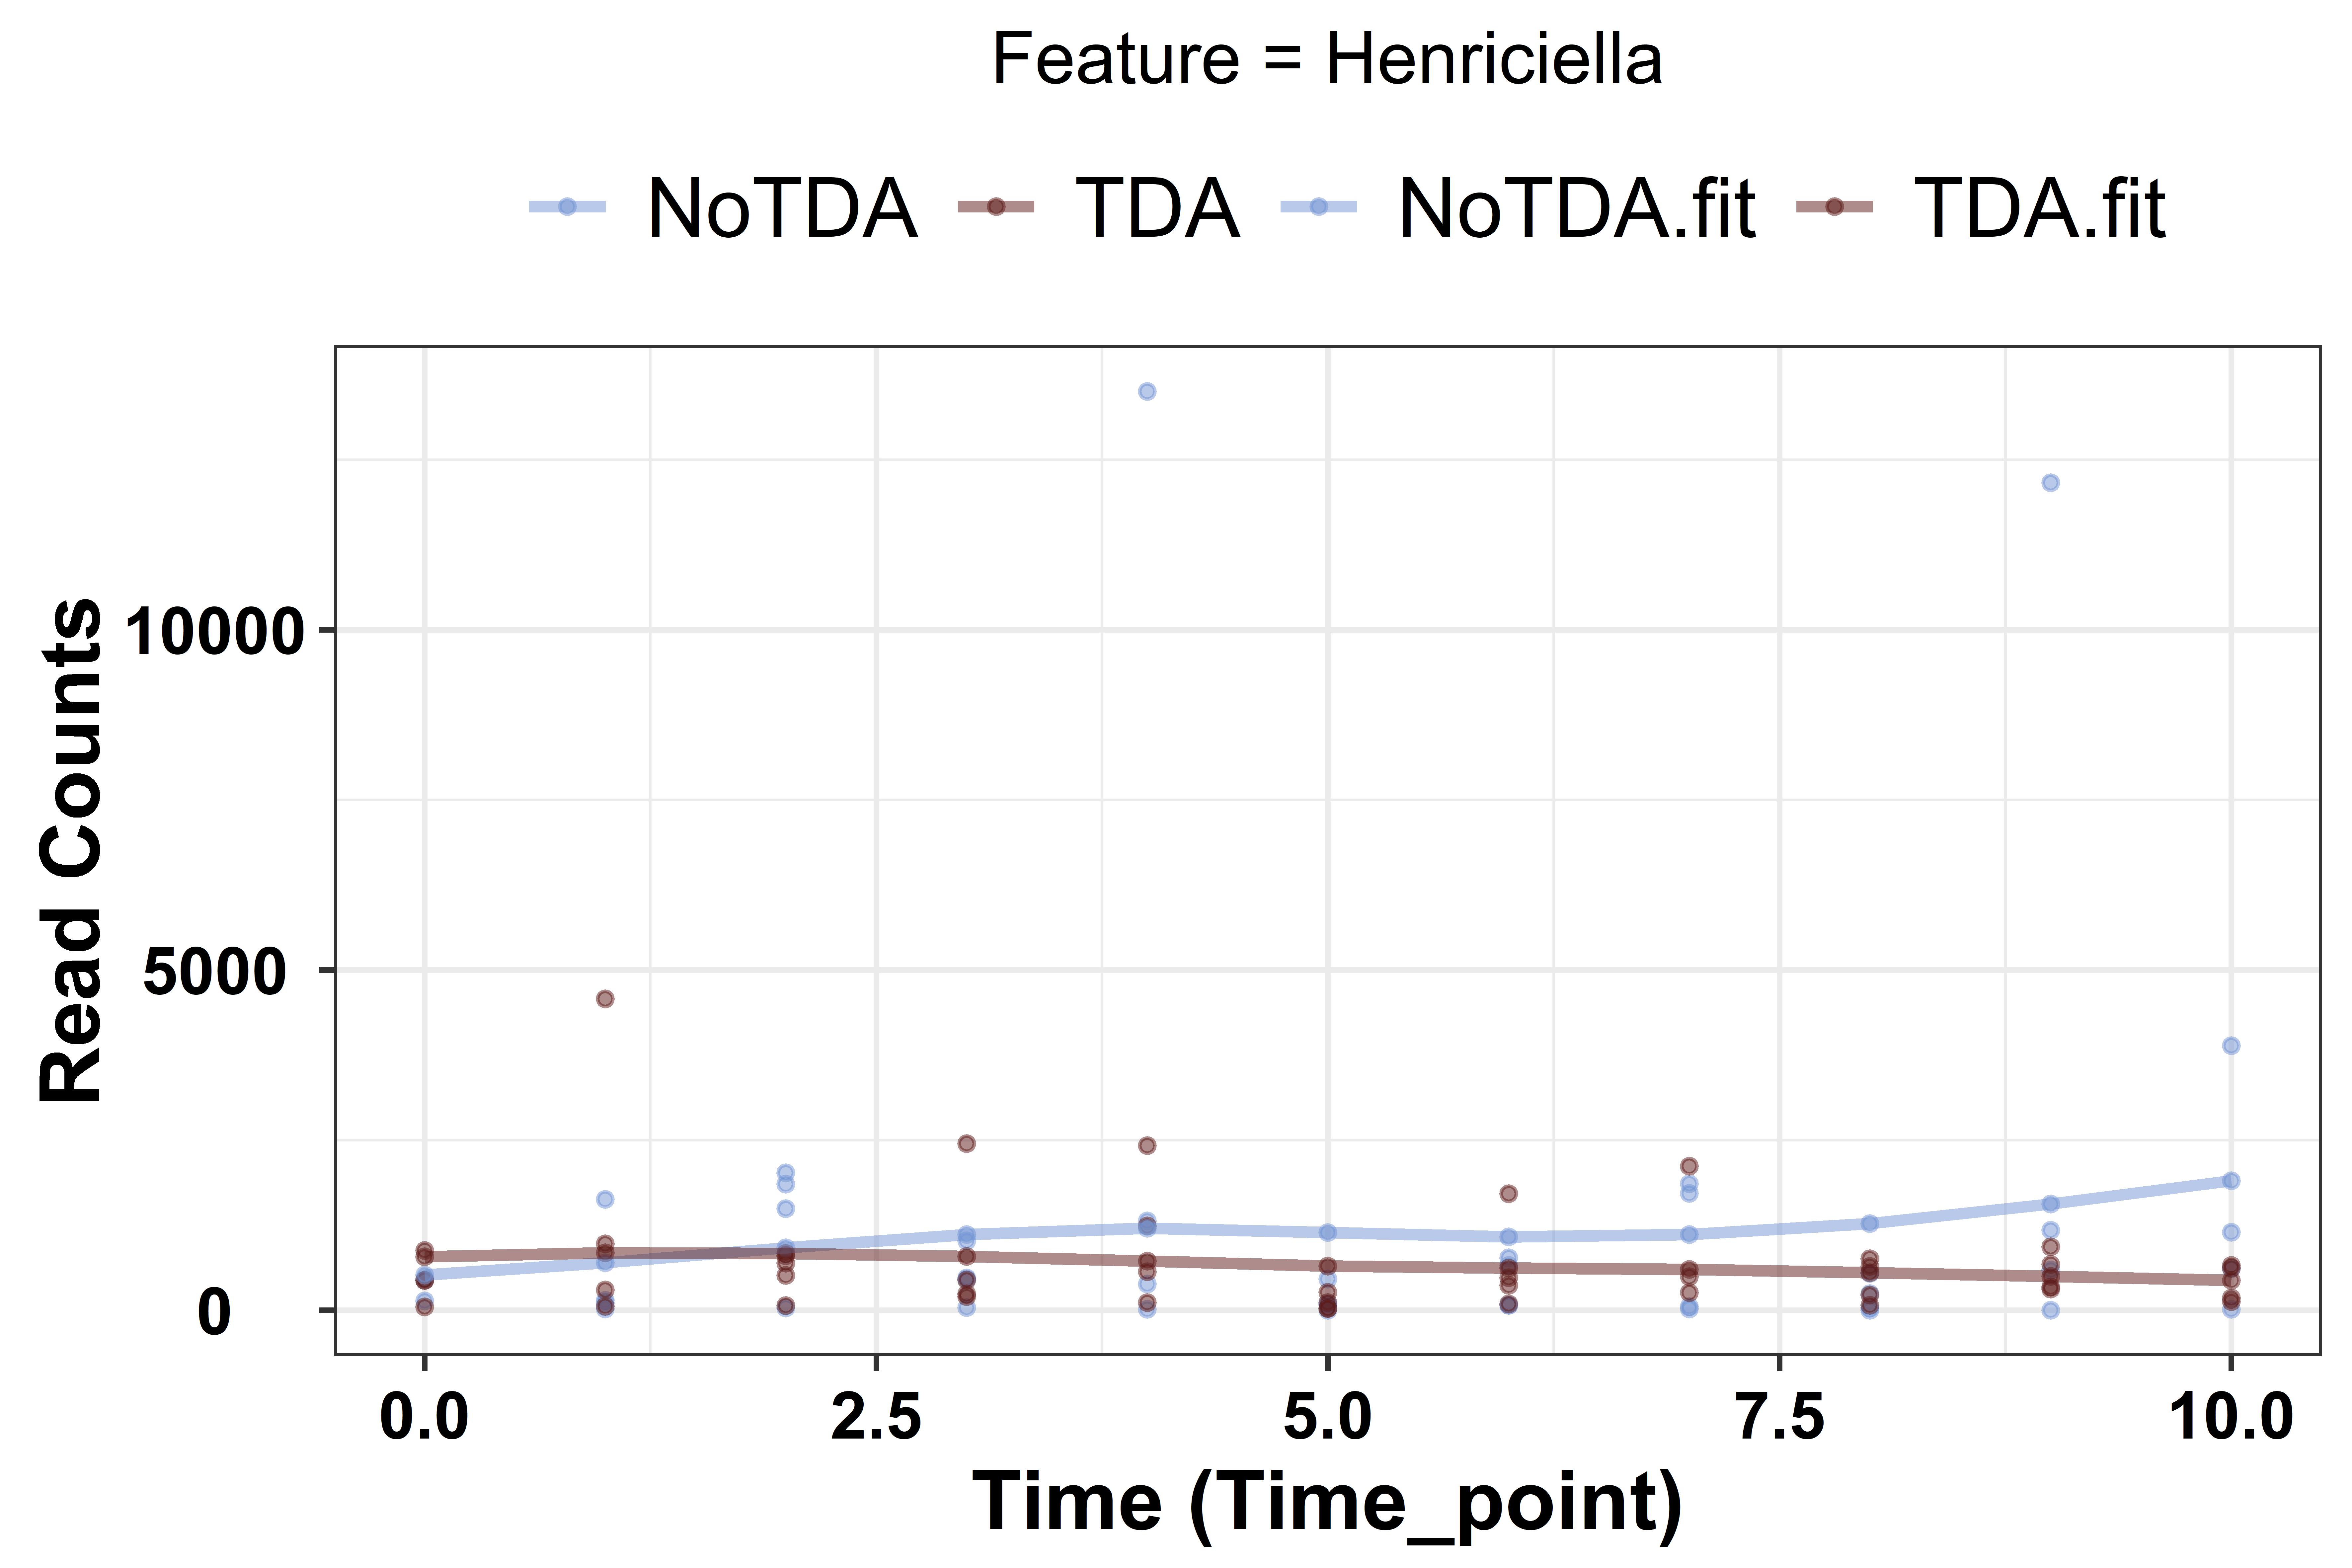 Feature = Henriciella
NoTDA TDA NoTDA.fit TDA.fit
Read Counts
10000
5000
0
0.0 2.5 5.0 7.5 10.0
Time (Time_point)